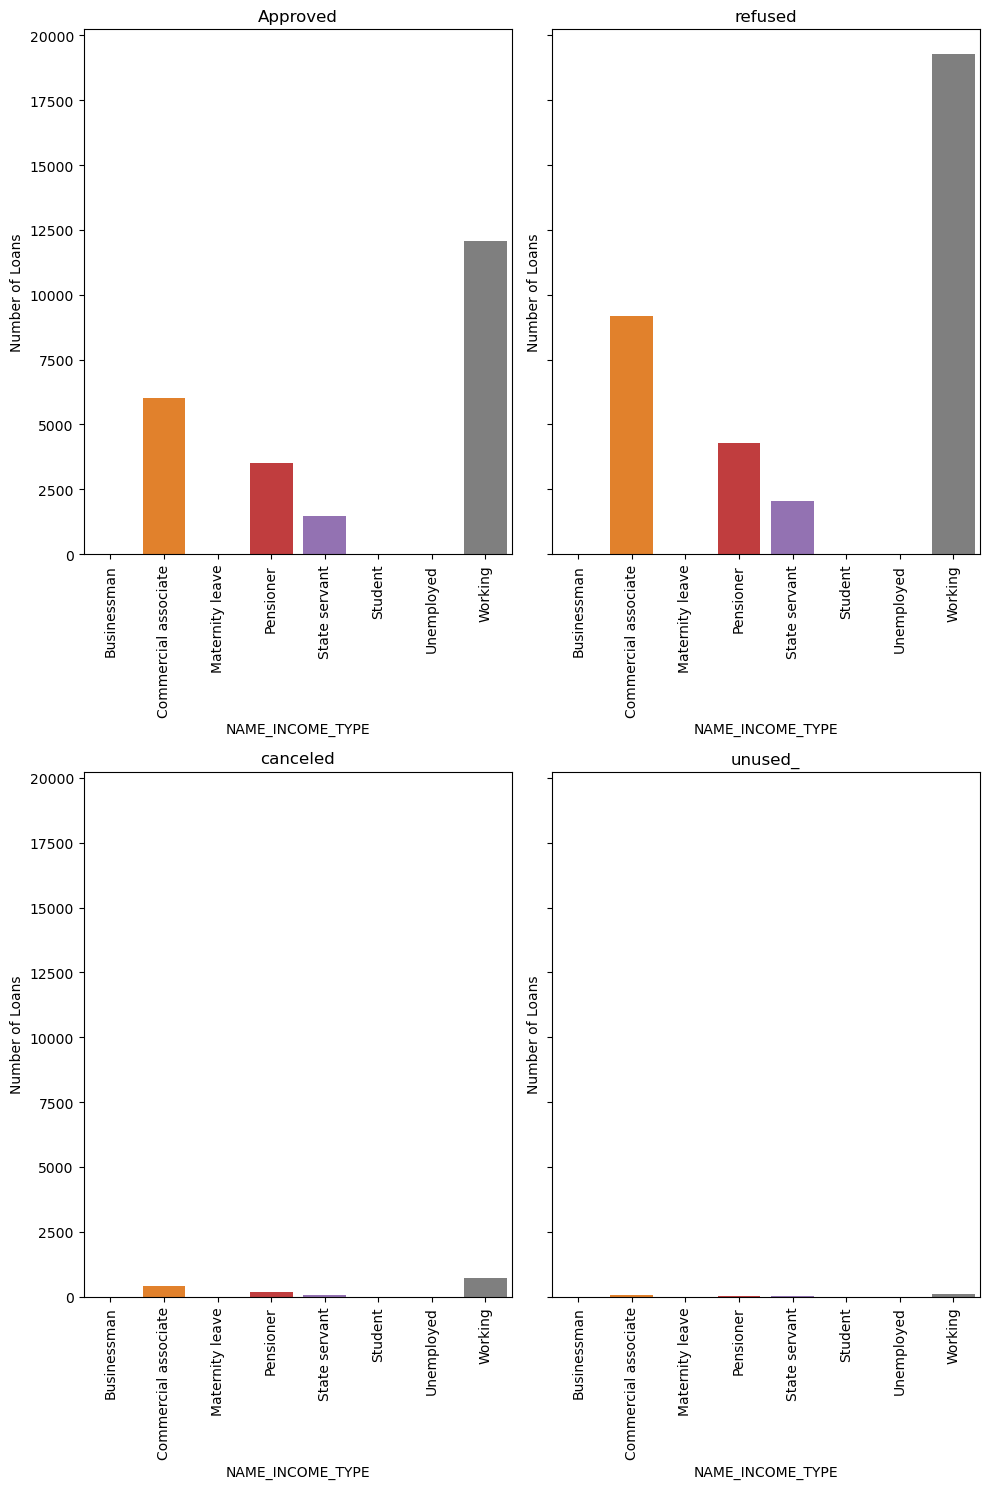 Approved
20000
17500
15000
12500
10000
7500
5000
2500
0
Number of Loans
Businessman
Commercial associate
Maternity leave
Pensioner
State servant
Student
Unemployed
Working
NAME_INCOME_TYPE
refused
Number of Loans
Businessman
Commercial associate
Maternity leave
Pensioner
State servant
Student
Unemployed
Working
NAME_INCOME_TYPE
canceled
20000
17500
15000
12500
10000
7500
5000
2500
0
Number of Loans
Businessman
Commercial associate
Maternity leave
Pensioner
State servant
Student
Unemployed
Working
NAME_INCOME_TYPE
unused_
Number of Loans
Businessman
Commercial associate
Maternity leave
Pensioner
State servant
Student
Unemployed
Working
NAME_INCOME_TYPE